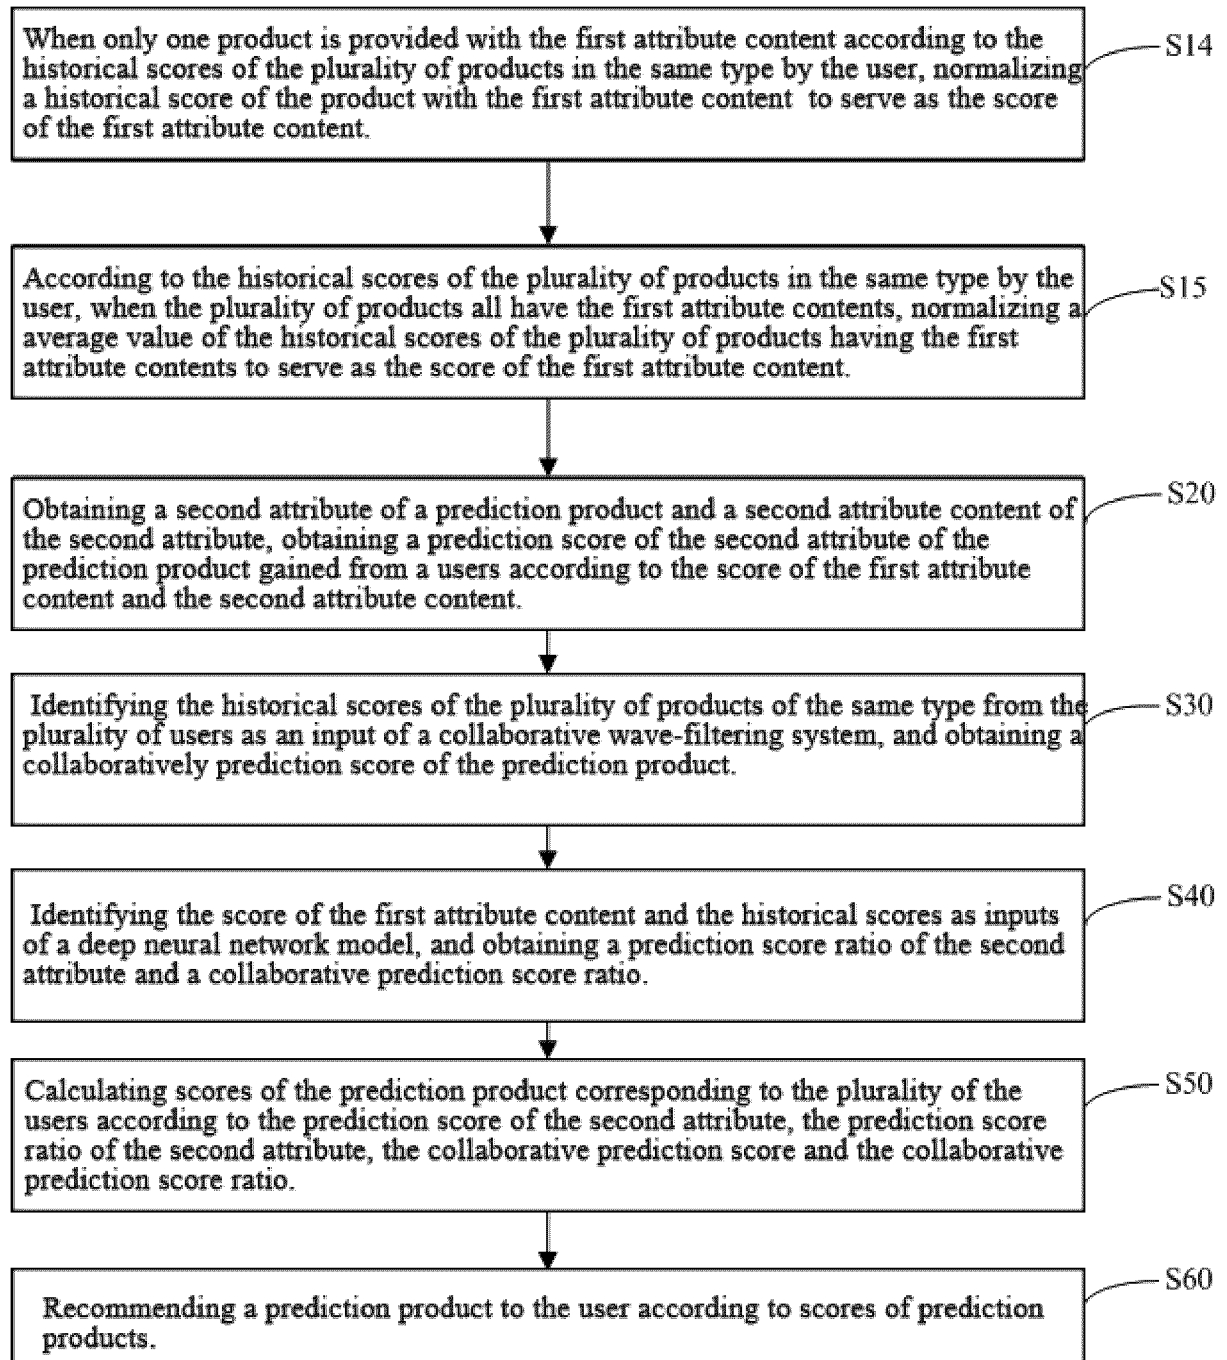 When only one product is provided with the first attribute content according to the
S14
historical scores of the plurality of products in the same type by the user, normalizing
a historical score of the product with the first attribute content to serve as the score
of the first attribute content.
According to the historical scores of the plurality of products in the same type by the
S15
user, when the plurality of products all have the first attribute contents, normalizing a
average value of the historical scores of the plurality of products having the first
attribute contents to serve as the score of the first attribute content.
Obtaining a second attribute of a prediction product and a second attribute content of
S20
the second attribute, obtaining a prediction score of the second attribute of the
prediction product gained from a users according to the score of the first attribute
content and the second attribute content.
Identifying the historical scores of the plurality of products of the same type from the
S30
plurality of users as an input of a collaborative wave-filtering system, and obtaining a
collaboratively prediction score of the prediction product.
Identifying the score of the first attribute content and the historical scores as inputs
S40
of a deep neural network model, and obtaining a prediction score ratio of the second
attribute and a collaborative prediction score ratio.
Calculating scores of the prediction product corresponding to the plurality of the
S50
users according to the prediction score of the second attribute, the prediction score
ratio of the second attribute, the collaborative prediction score and the collaborative
prediction score ratio.
Recommending a prediction product to the user according to scores of prediction
S60
products.